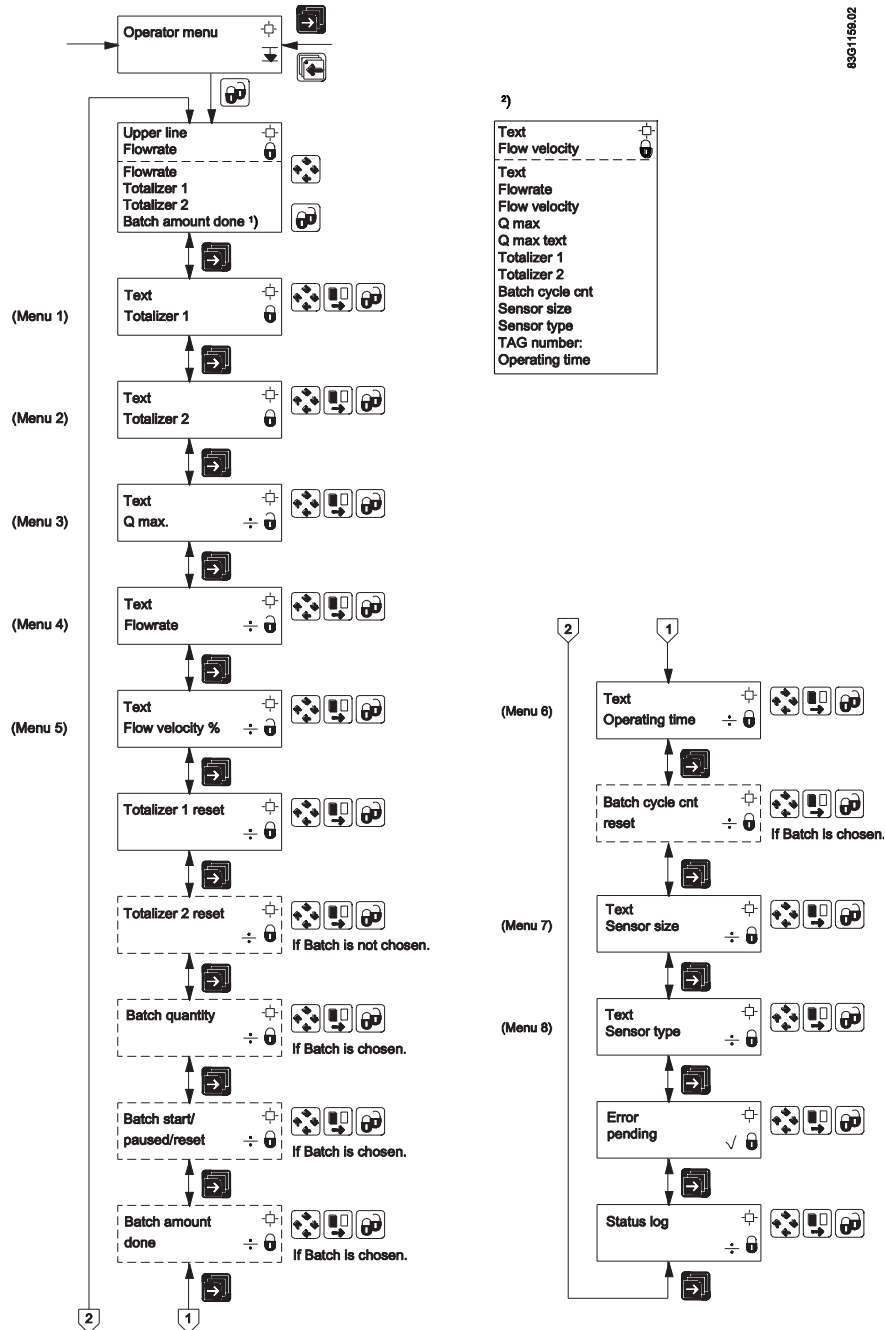 83G1159.02
Operator menu
Upper line
Flowrate
Flowrate
Totalizer 1
Totalizer 2
Batch amount done ¹)
(Menu 1)
Text
Totalizer 1
(Menu 2)
Text
Totalizer 2
(Menu 3)
Text
Q max. ÷
(Menu 4)
Text
Flowrate ÷
(Menu 5)
Text
Flow velocity % ÷
Totalizer 1 reset
÷
Totalizer 2 reset
÷
If Batch is not chosen.
Batch quantity
÷
If Batch is chosen.
Batch start/
paused/reset ÷
If Batch is chosen.
Batch amount
done ÷
If Batch is chosen.
2
1
²)
Text
Flow velocity
Text
Flowrate
Flow velocity
Q max
Q max text
Totalizer 1
Totalizer 2
Batch cycle cnt
Sensor size
Sensor type
TAG number:
Operating time
2
1
(Menu 6)
Text
Operating time ÷
Batch cycle cnt
reset ÷
If Batch is chosen.
(Menu 7)
Text
Sensor size
÷
(Menu 8)
Text
Sensor type
÷
Error
pending
√
Status log
÷